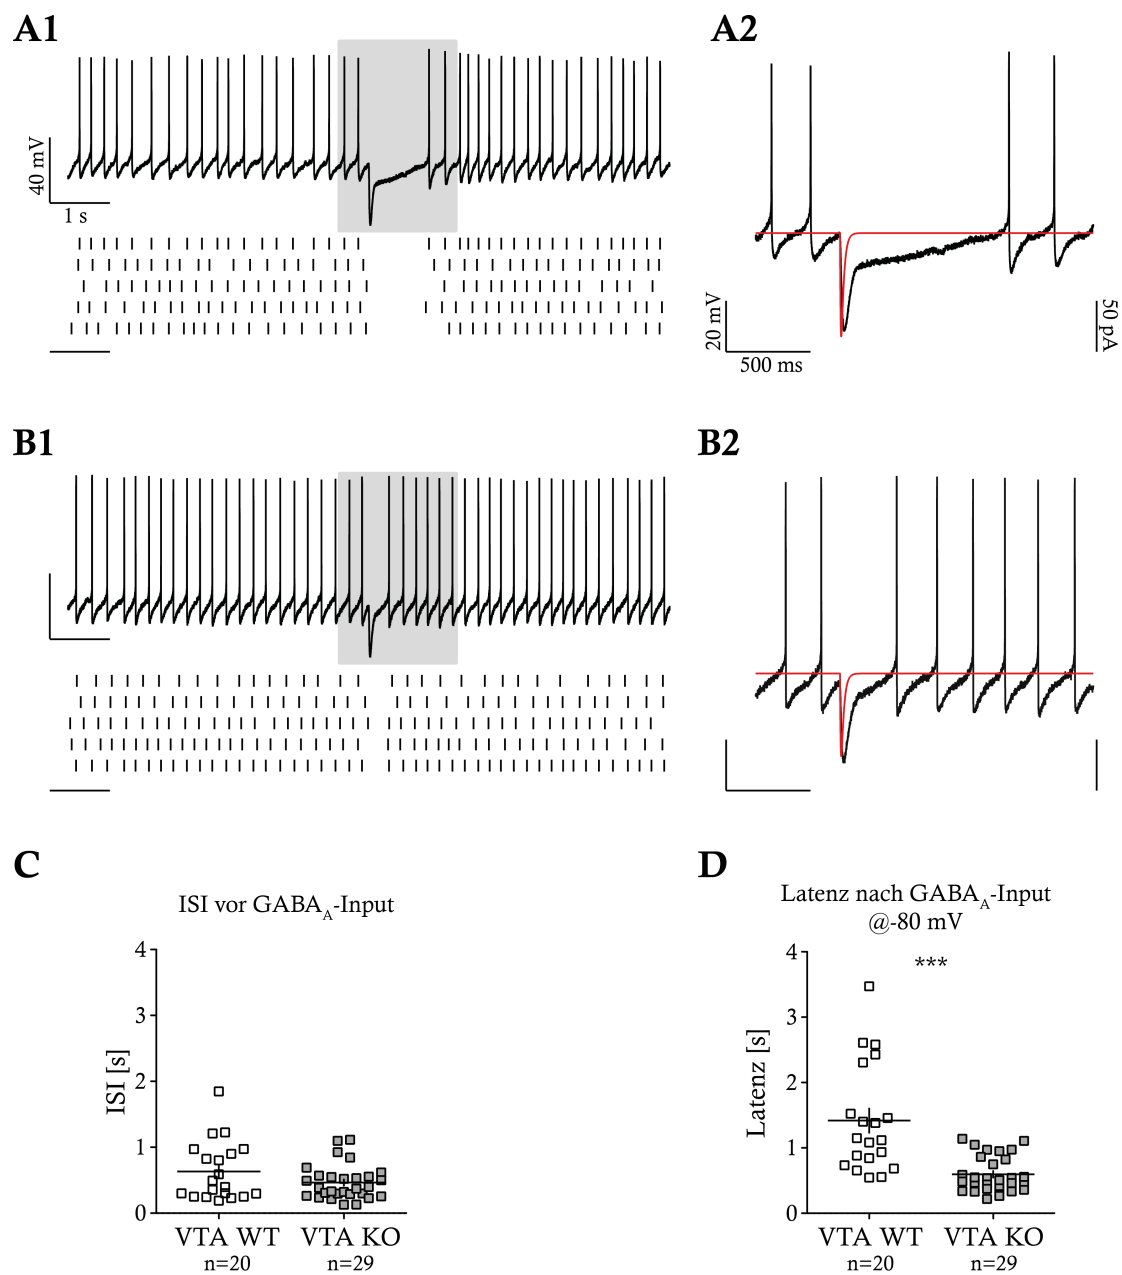 A1
A2
40 mV
1 s
20 mV
500 ms
50 pA
B1
B2
C
D
ISI vor GABAA-Input
Latenz nach GABAA-Input
@-80 mV
***
ISI [s]
4
3
2
1
0
VTA WT
VTA KO
n=20
n=29
Latenz [s]
4
3
2
1
0
VTA WT
VTA KO
n=20
n=29